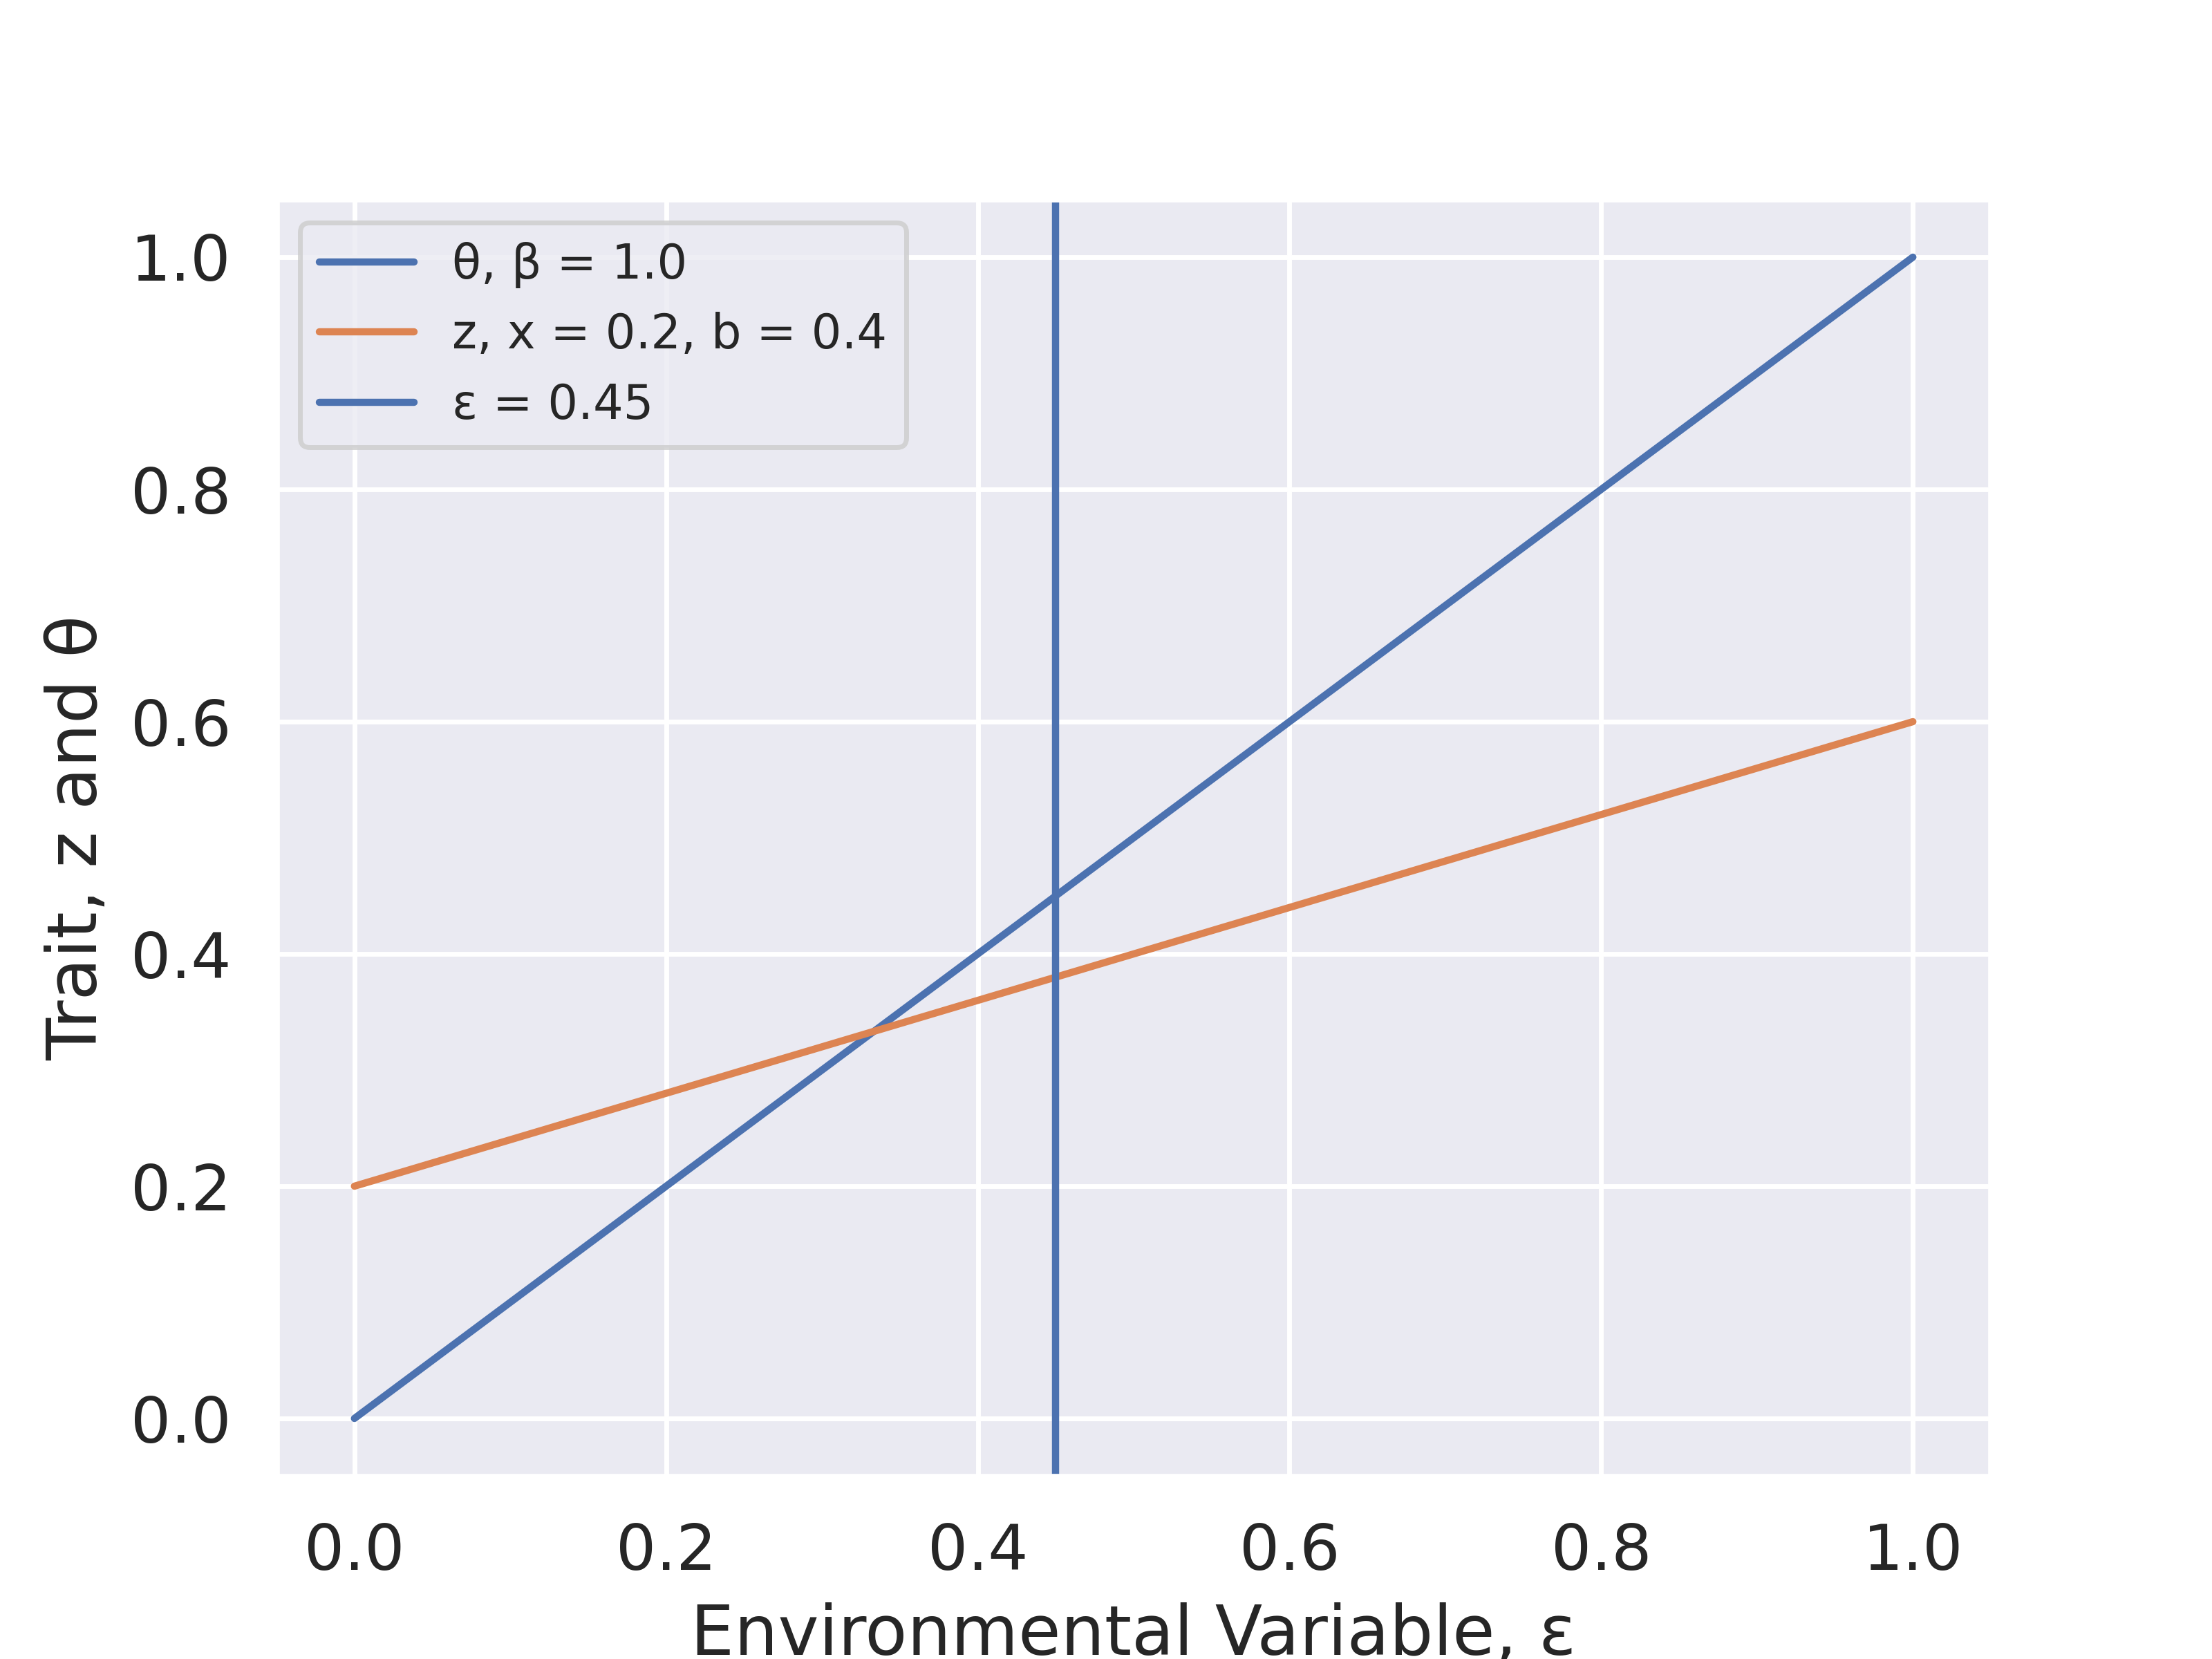 θ, β = 1.0
z, x = 0.2, b = 0.4
ε = 0.45
1.0
0.8
0.6
0.4
0.2
0.0
Trait, z and θ
0.0 0.2 0.4 0.6 0.8 1.0
Environmental Variable, ε